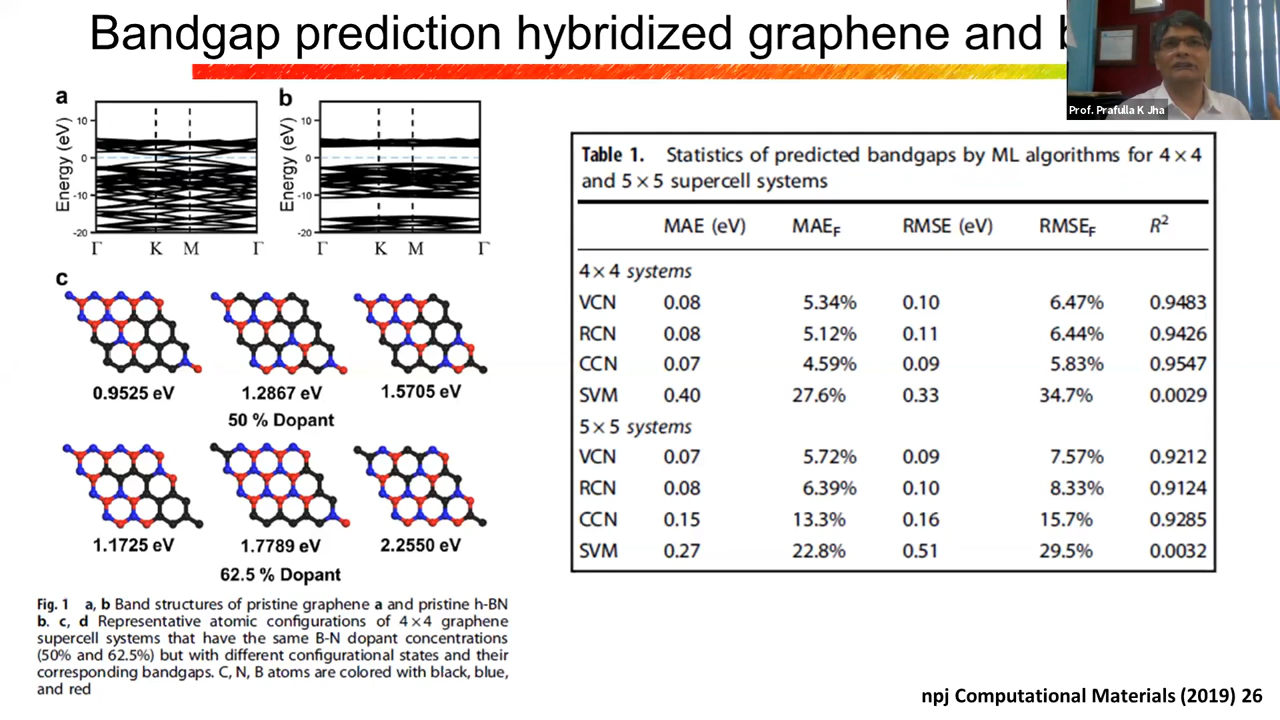 Bandgap prediction hybridized graphene and b
Prof. Prafulla K Jha
a
b
Energy (eV)
10
0
-10
-20
Γ K M Γ
Energy (eV)
10
0
-10
-20
Γ K M Γ
c
0.9525 eV 1.2867 eV 1.5705 eV
50 % Dopant
1.1725 eV 1.7789 eV 2.2550 eV
62.5 % Dopant
Fig. 1 a, b Band structures of pristine graphene a and pristine h-BN
b. c, d Representative atomic configurations of 4×4 graphene
supercell systems that have the same B-N dopant concentrations
(50% and 62.5%) but with different configurational states and their
corresponding bandgaps. C, N, B atoms are colored with black, blue,
and red
Table 1. Statistics of predicted bandgaps by ML algorithms for 4×4
and 5×5 supercell systems
MAE (eV) MAE_F RMSE (eV) RMSE_F R²
4×4 systems
VCN 0.08 5.34% 0.10 6.47% 0.9483
RCN 0.08 5.12% 0.11 6.44% 0.9426
CCN 0.07 4.59% 0.09 5.83% 0.9547
SVM 0.40 27.6% 0.33 34.7% 0.0029
5×5 systems
VCN 0.07 5.72% 0.09 7.57% 0.9212
RCN 0.08 6.39% 0.10 8.33% 0.9124
CCN 0.15 13.3% 0.16 15.7% 0.9285
SVM 0.27 22.8% 0.51 29.5% 0.0032
npj Computational Materials (2019) 26